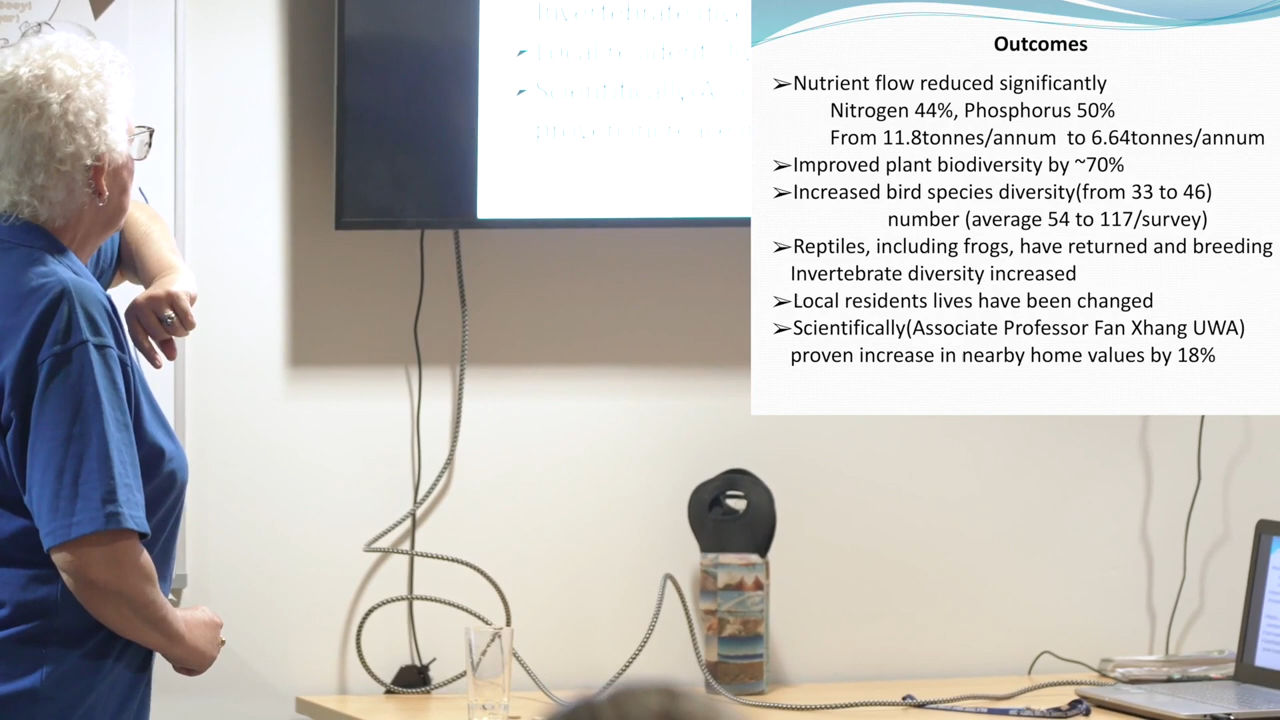 Outcomes
➢Nutrient flow reduced significantly
Nitrogen 44%, Phosphorus 50%
From 11.8tonnes/annum to 6.64tonnes/annum
➢Improved plant biodiversity by ~70%
➢Increased bird species diversity(from 33 to 46)
number (average 54 to 117/survey)
➢Reptiles, including frogs, have returned and breeding
Invertebrate diversity increased
➢Local residents lives have been changed
➢Scientifically(Associate Professor Fan Xhang UWA)
proven increase in nearby home values by 18%